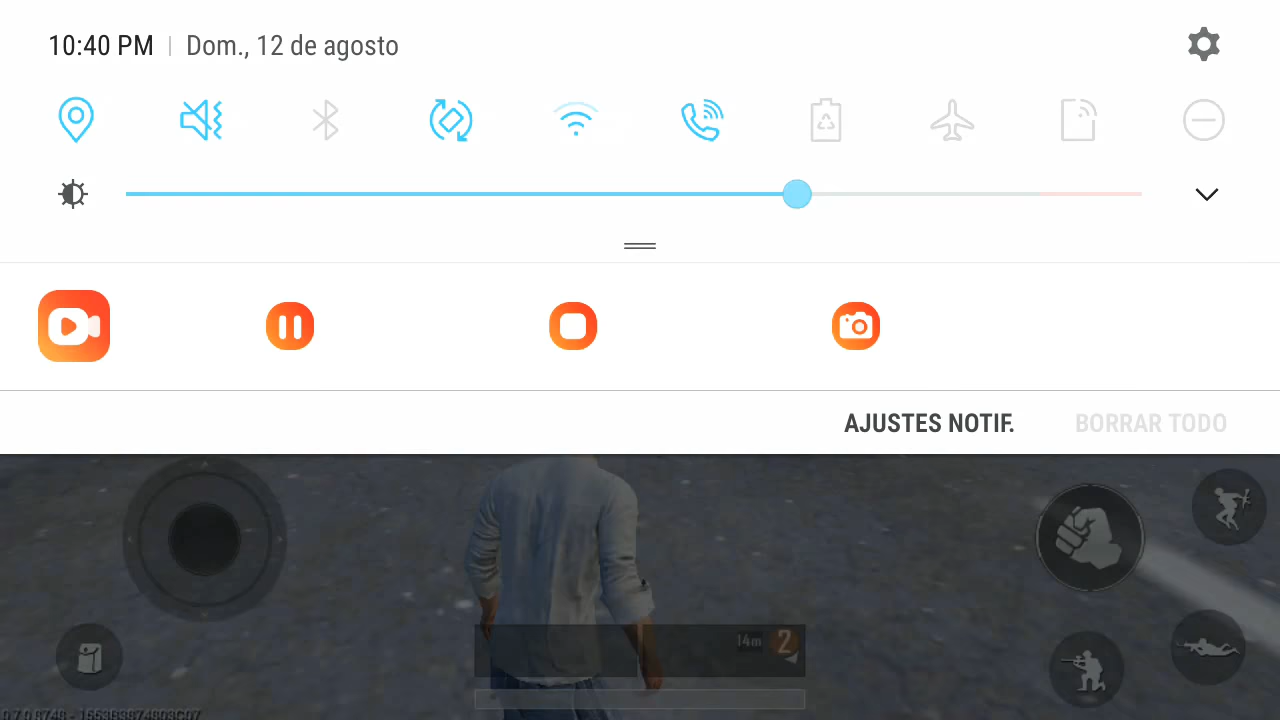 10:40 PM | Dom., 12 de agosto
AJUSTES NOTIF. BORRAR TODO
14m 2